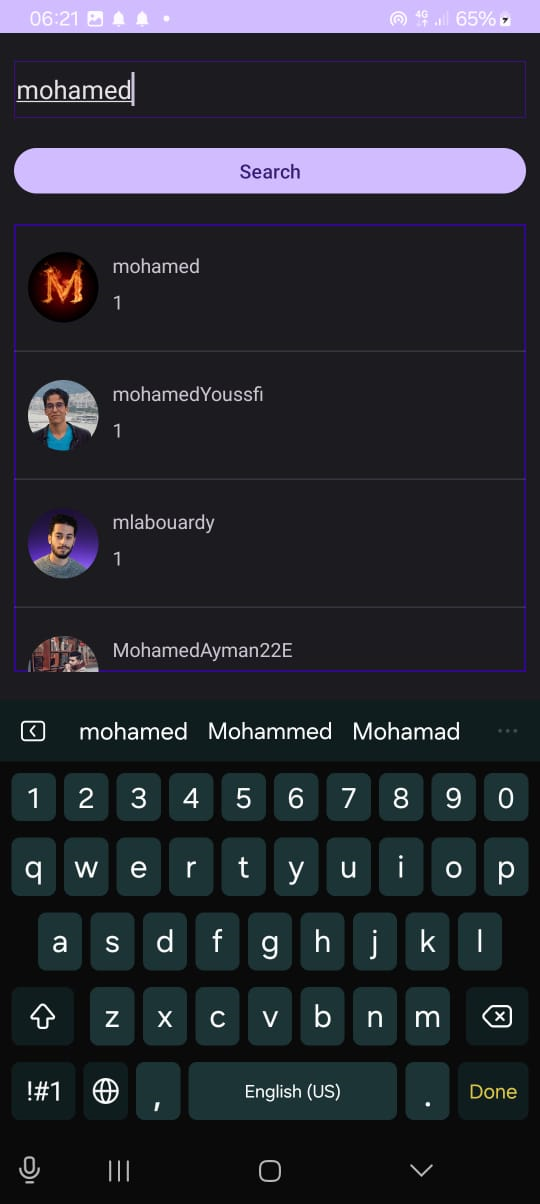 06:21 4G 65%
mohamed
Search
M
mohamed
1
mohamedYoussfi
1
mlabouardy
1
MohamedAyman22E
mohamed Mohammed Mohamad ...
1 2 3 4 5 6 7 8 9 0
q w e r t y u i o p
a s d f g h j k l
z x c v b n m
!#1 , English (US) . Done